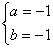 a = −1
b = −1